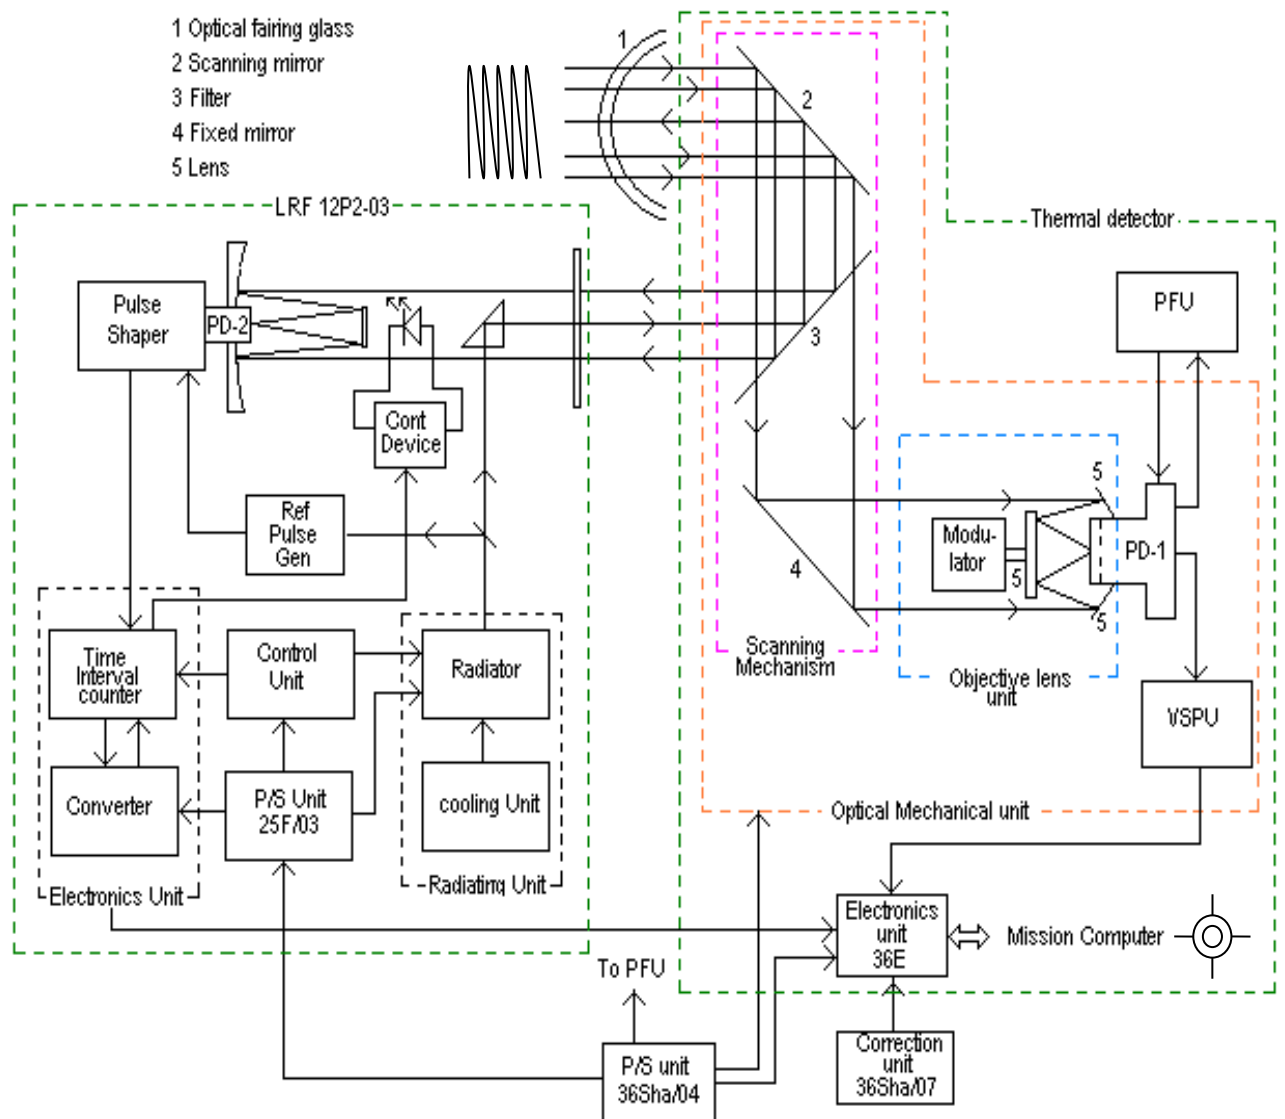 1 Optical fairing glass
2 Scanning mirror
3 Filter
4 Fixed mirror
5 Lens
1
2
LRF 12P2-03
Thermal detector
Pulse
Shaper
PD-2
3
PFU
Cont
Device
Ref
Pulse
Gen
5
Modu-
lator
5
PD-1
5
4
Scanning
Mechanism
Objective lens
unit
Time
Interval
counter
Control
Unit
Radiator
VSPU
Converter
P/S Unit
25F/03
cooling Unit
Optical Mechanical unit
Electronics Unit
Radiating Unit
Electronics
unit
36E
Mission Computer
To PFU
P/S unit
36Sha/04
Correction
unit
36Sha/07